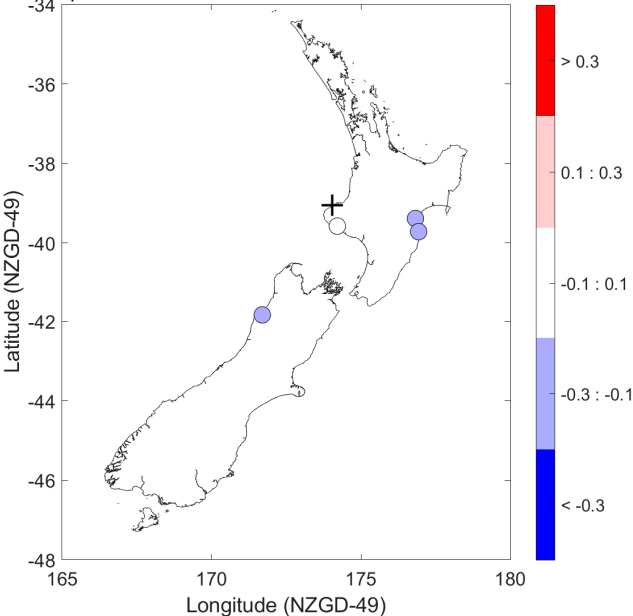 -34
-36
-38
-40
-42
-44
-46
-48
165
170
175
180
Latitude (NZGD-49)
Longitude (NZGD-49)
> 0.3
0.1 : 0.3
-0.1 : 0.1
-0.3 : -0.1
< -0.3